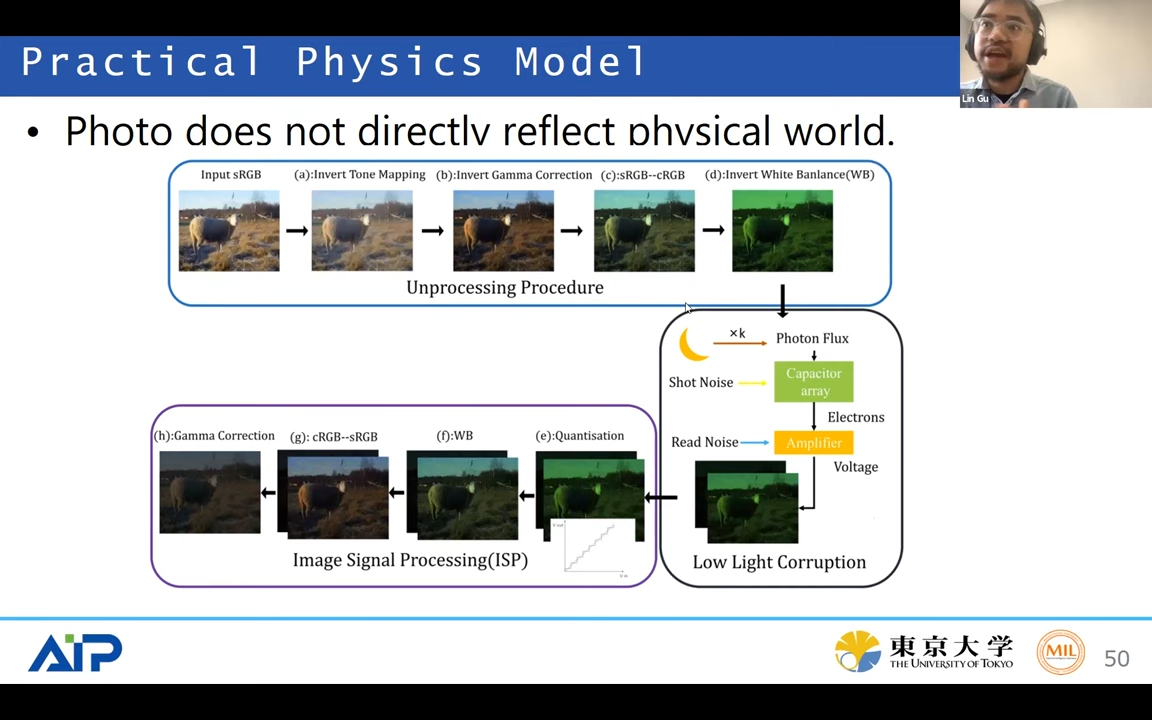 Practical Physics Model
Lin Gu
• Photo does not directly reflect physical world.
Input sRGB
(a):Invert Tone Mapping
(b):Invert Gamma Correction
(c):sRGB--cRGB
(d):Invert White Banlance(WB)
Unprocessing Procedure
×k
Photon Flux
Shot Noise
Capacitor
array
Electrons
Read Noise
Amplifier
Voltage
Low Light Corruption
(h):Gamma Correction
(g): cRGB--sRGB
(f):WB
(e):Quantisation
Image Signal Processing(ISP)
AIP
東京大学
THE UNIVERSITY OF TOKYO
MIL
50